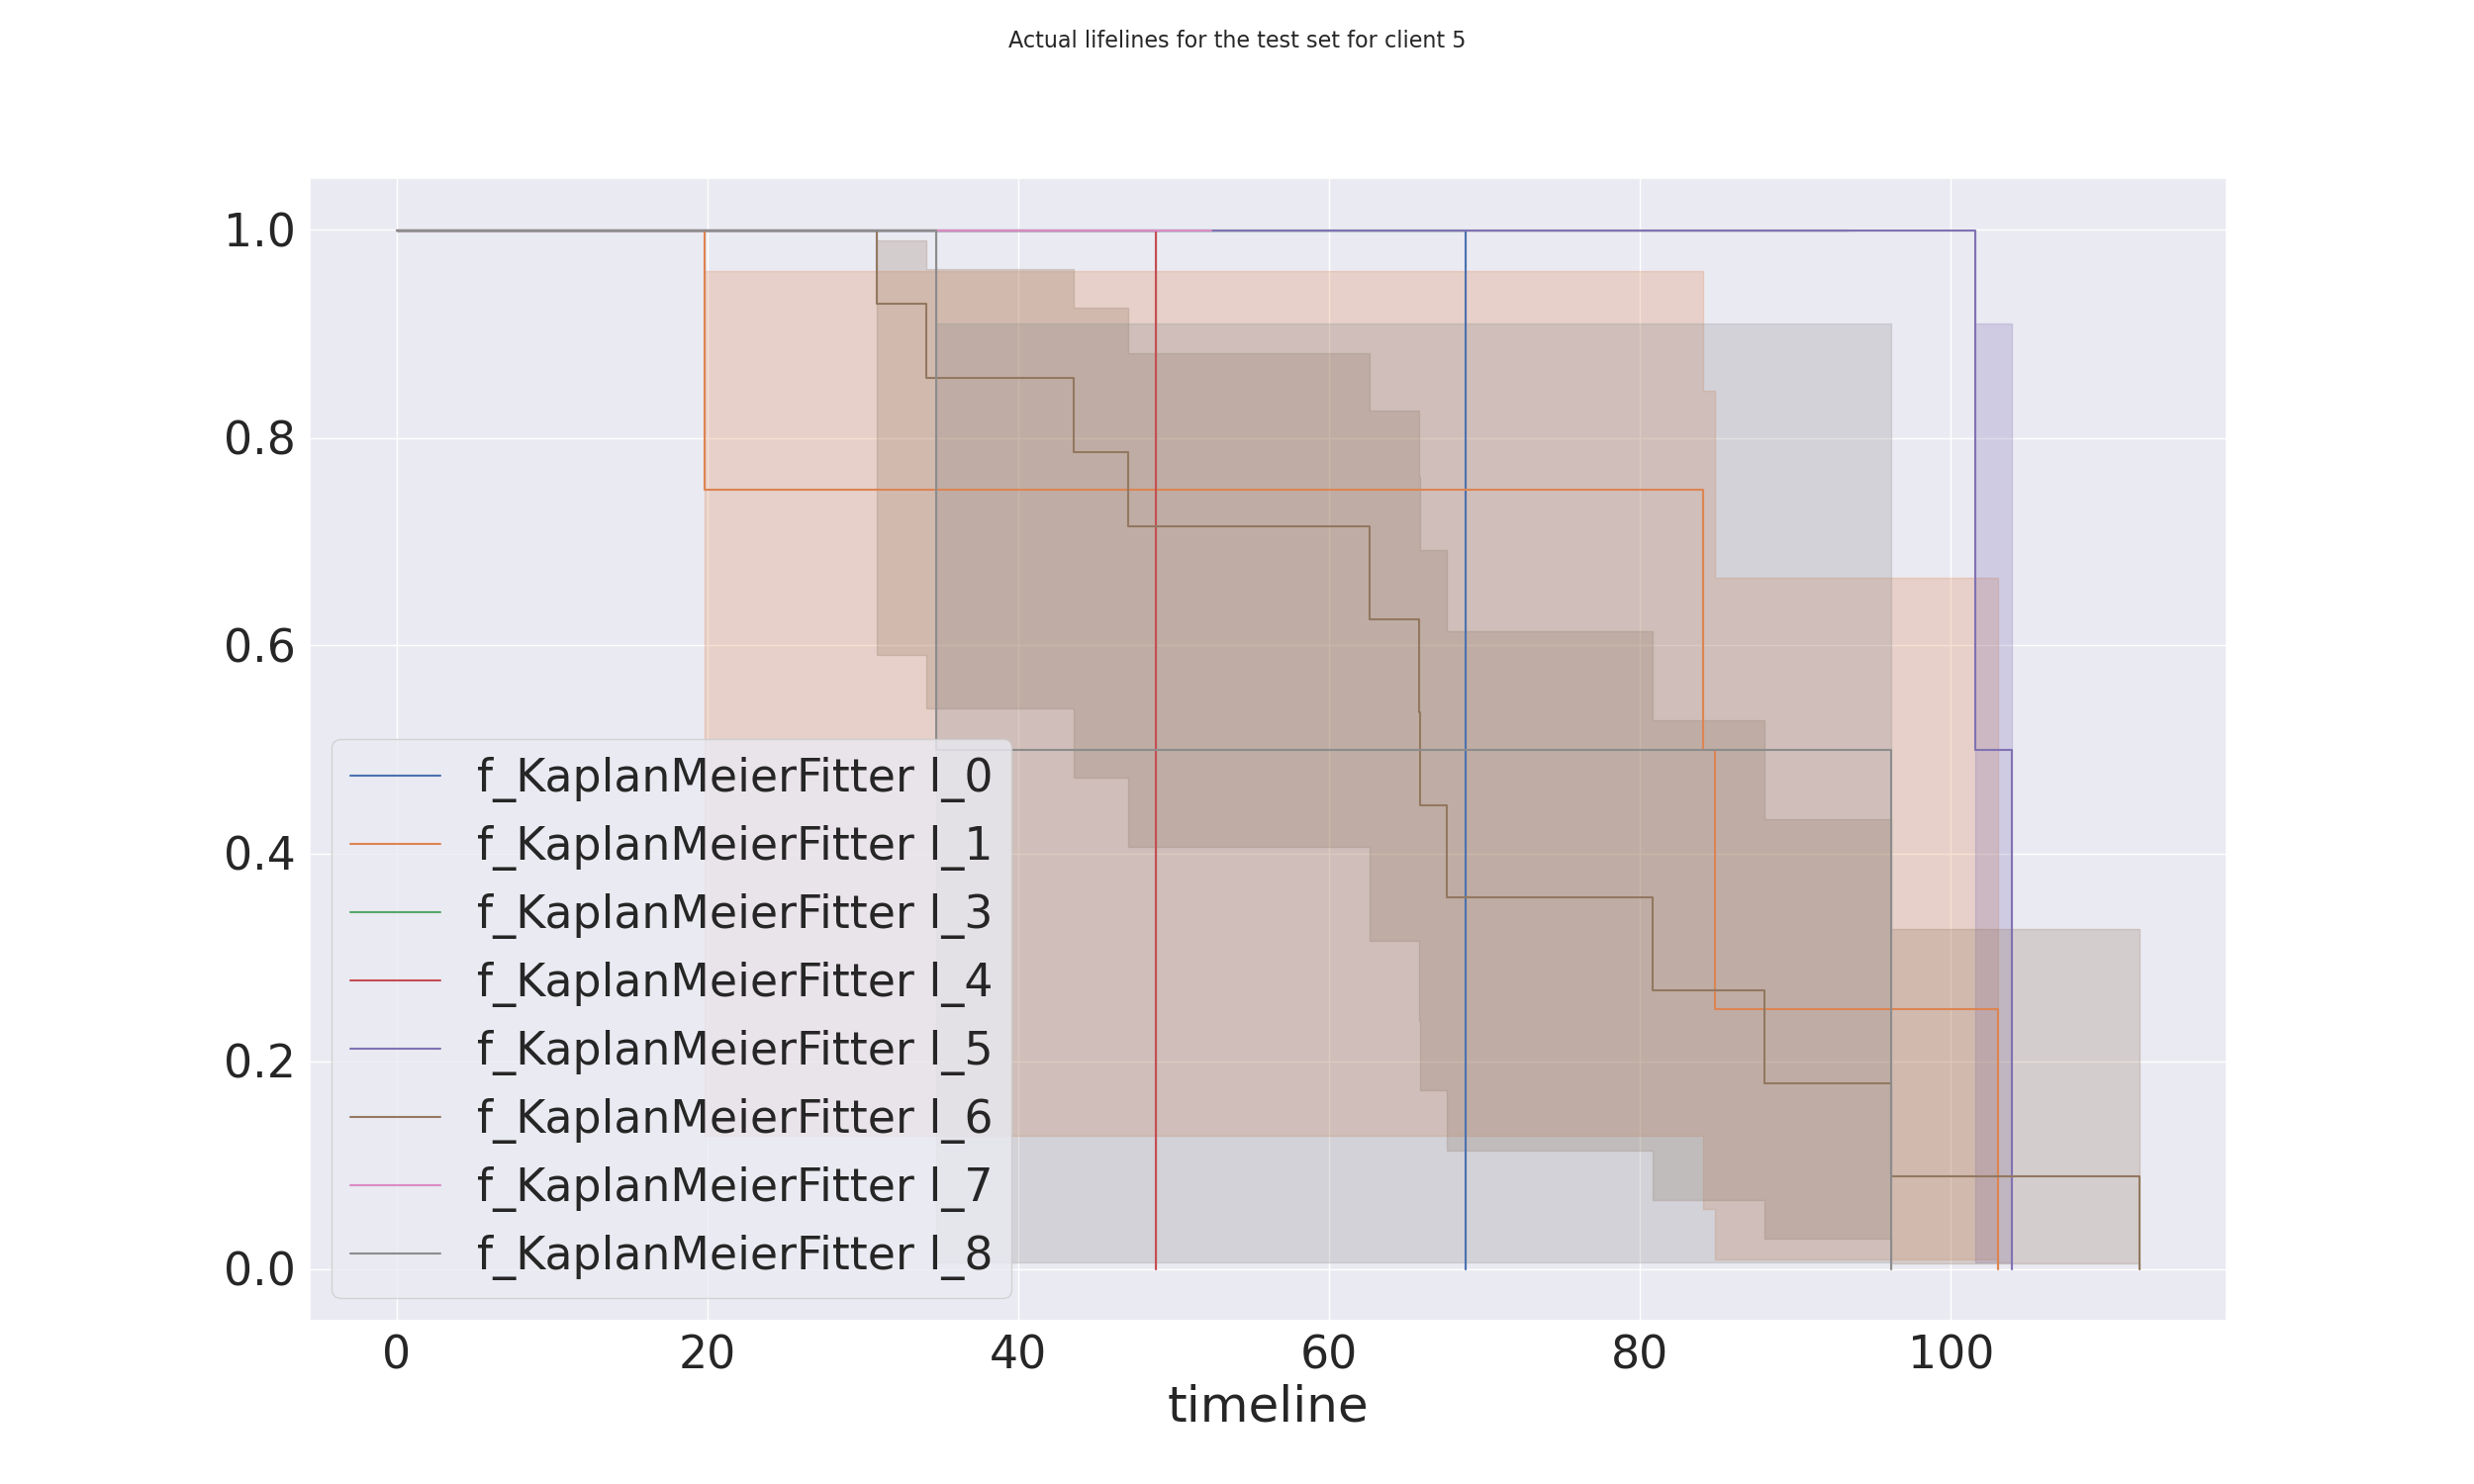 Actual lifelines for the test set for client 5
1.0
0.8
0.6
0.4
0.2
0.0
f_KaplanMeierFitter l_0
f_KaplanMeierFitter l_1
f_KaplanMeierFitter l_3
f_KaplanMeierFitter l_4
f_KaplanMeierFitter l_5
f_KaplanMeierFitter l_6
f_KaplanMeierFitter l_7
f_KaplanMeierFitter l_8
0 20 40 60 80 100
timeline